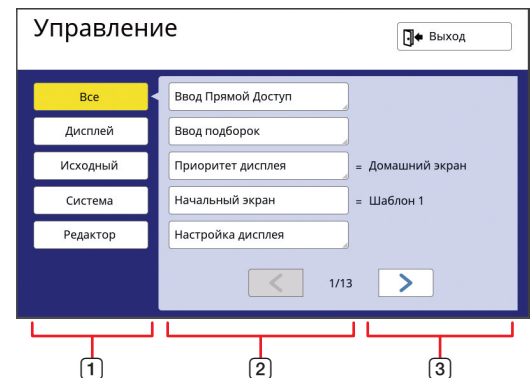 Управление
Выход
Все
Ввод Прямой Доступ
Дисплей
Ввод подборок
Исходный
Приоритет дисплея = Домашний экран
Система
Начальный экран = Шаблон 1
Редактор
Настройка дисплея
1/13
1 2 3